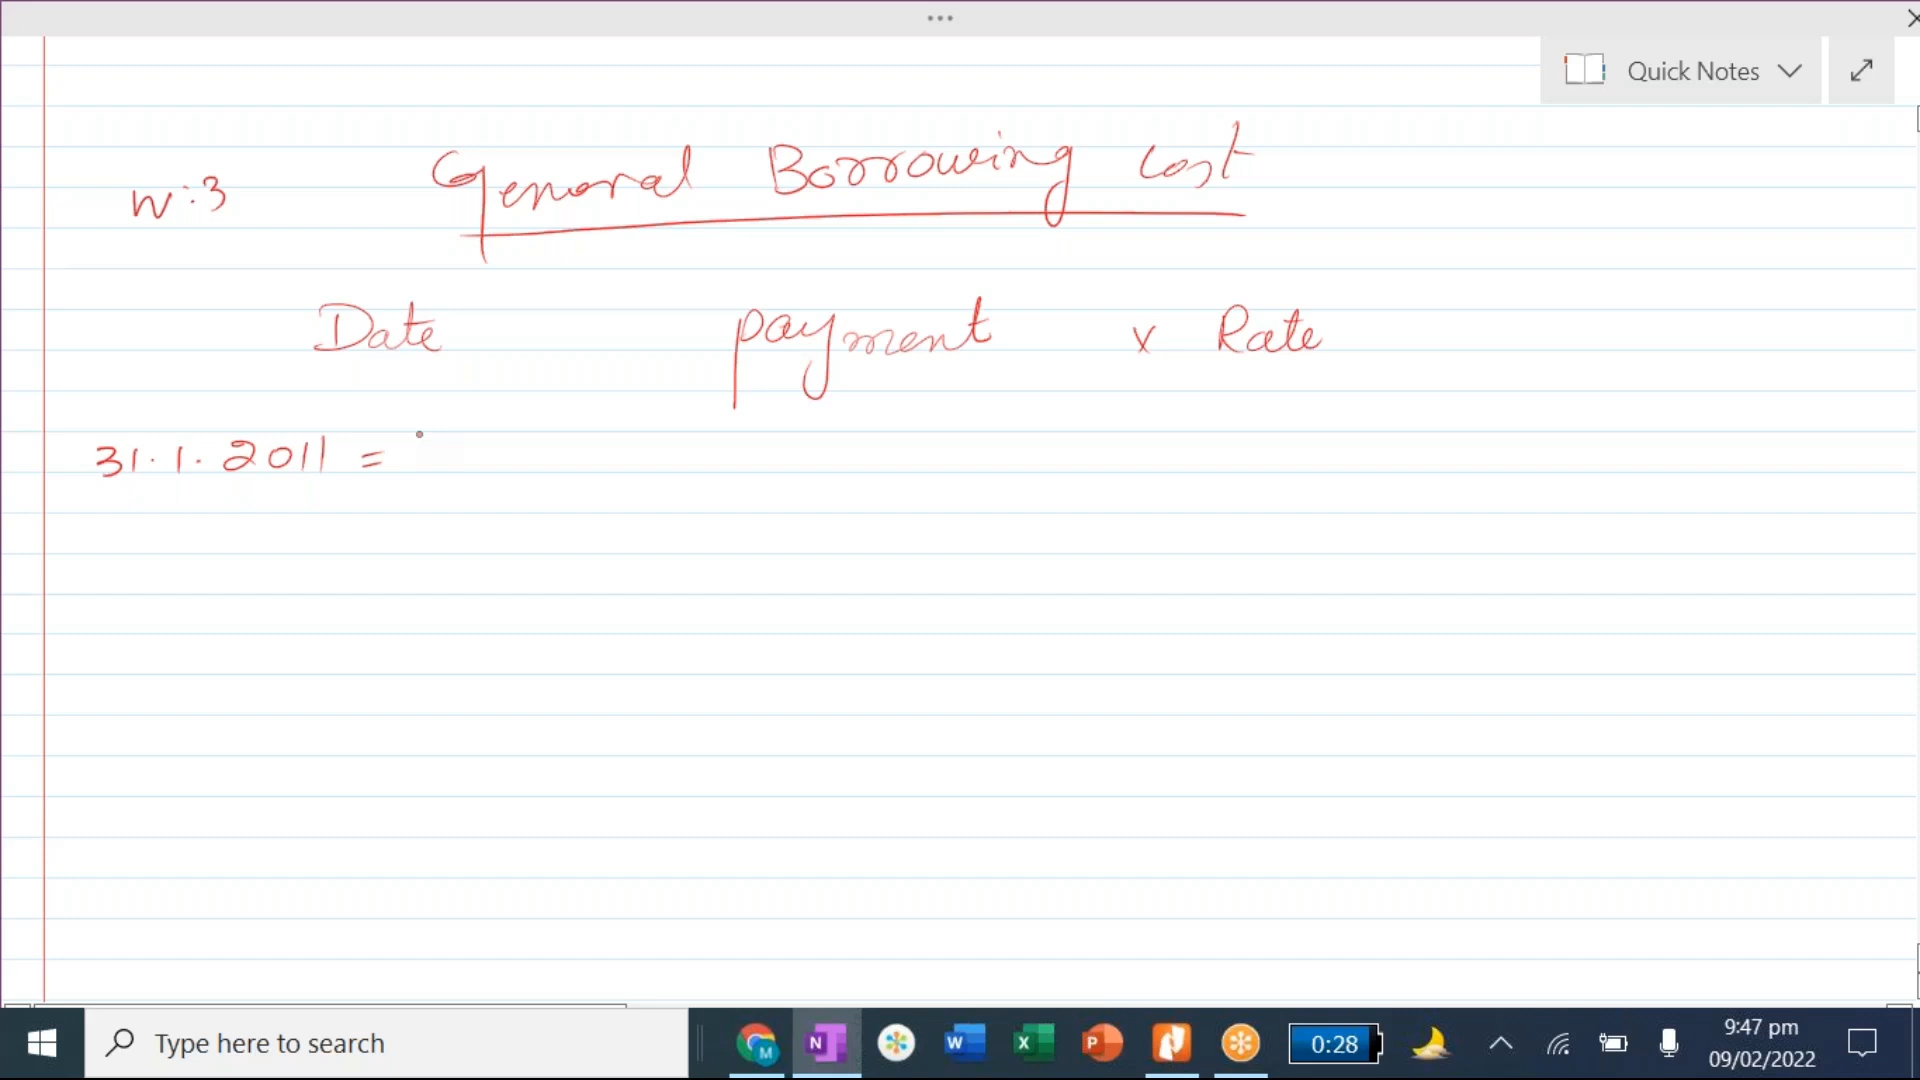 Quick Notes
W:3 General Borrowing Cost
Date payment x Rate
31.1.2011 =
Type here to search
0:28
9:47 pm
09/02/2022